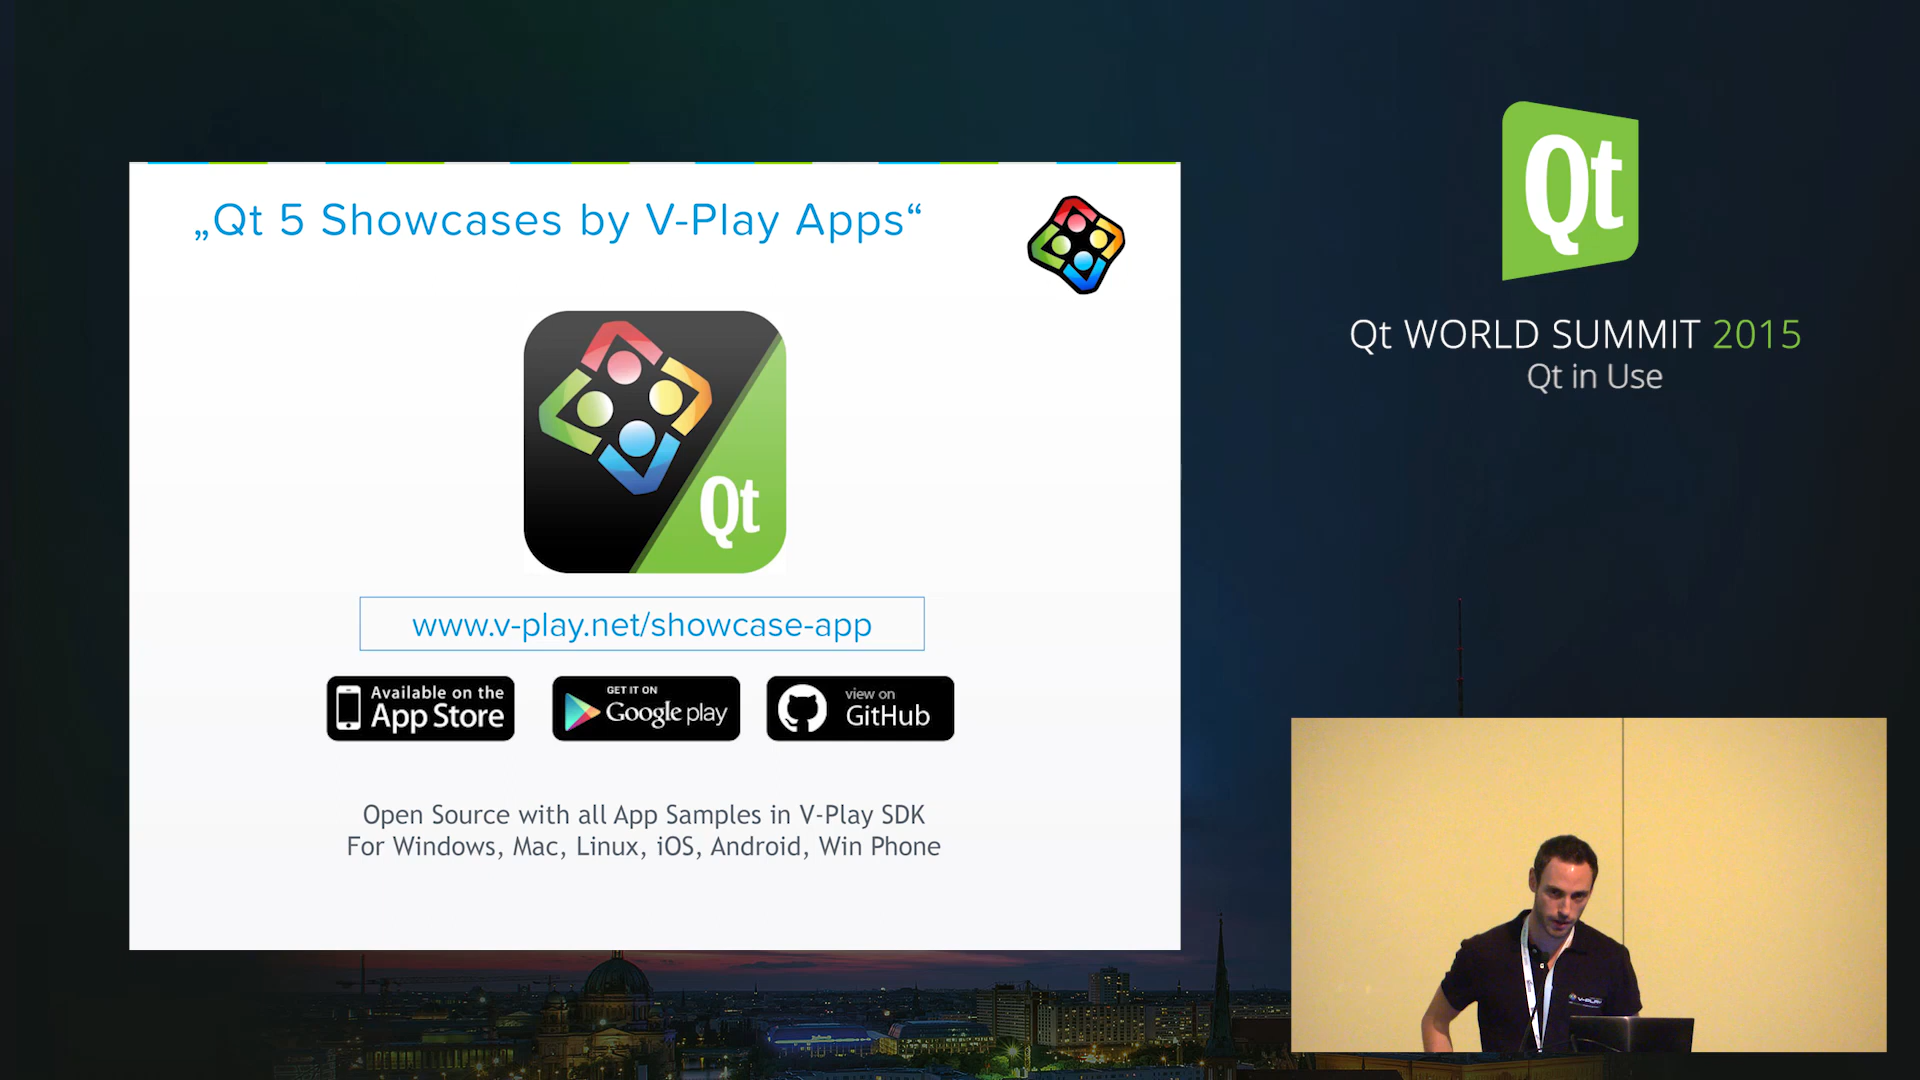 „Qt 5 Showcases by V-Play Apps“
Qt
www.v-play.net/showcase-app
Available on the
App Store
GET IT ON
Google play
view on
GitHub
Open Source with all App Samples in V-Play SDK
For Windows, Mac, Linux, iOS, Android, Win Phone
Qt
Qt WORLD SUMMIT 2015
Qt in Use
V-PLAY